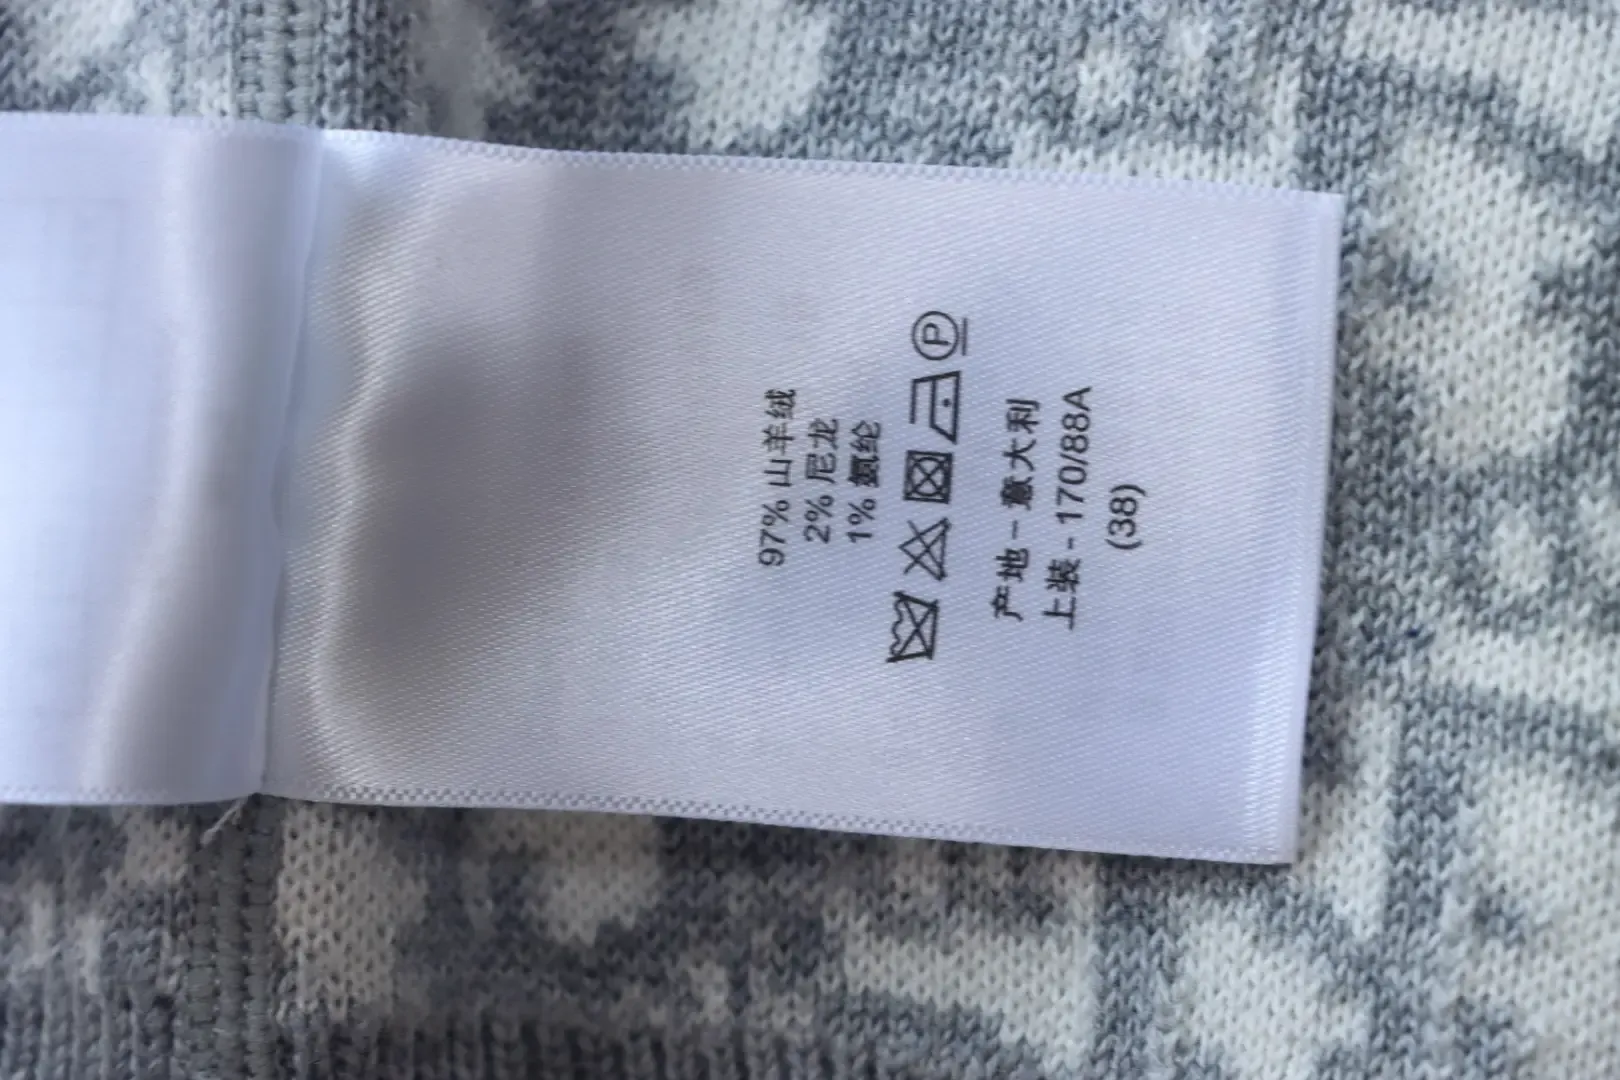 97% 山羊绒
2% 尼龙
1% 氨纶
P
产地 - 意大利
上装 - 170/88A
(38)